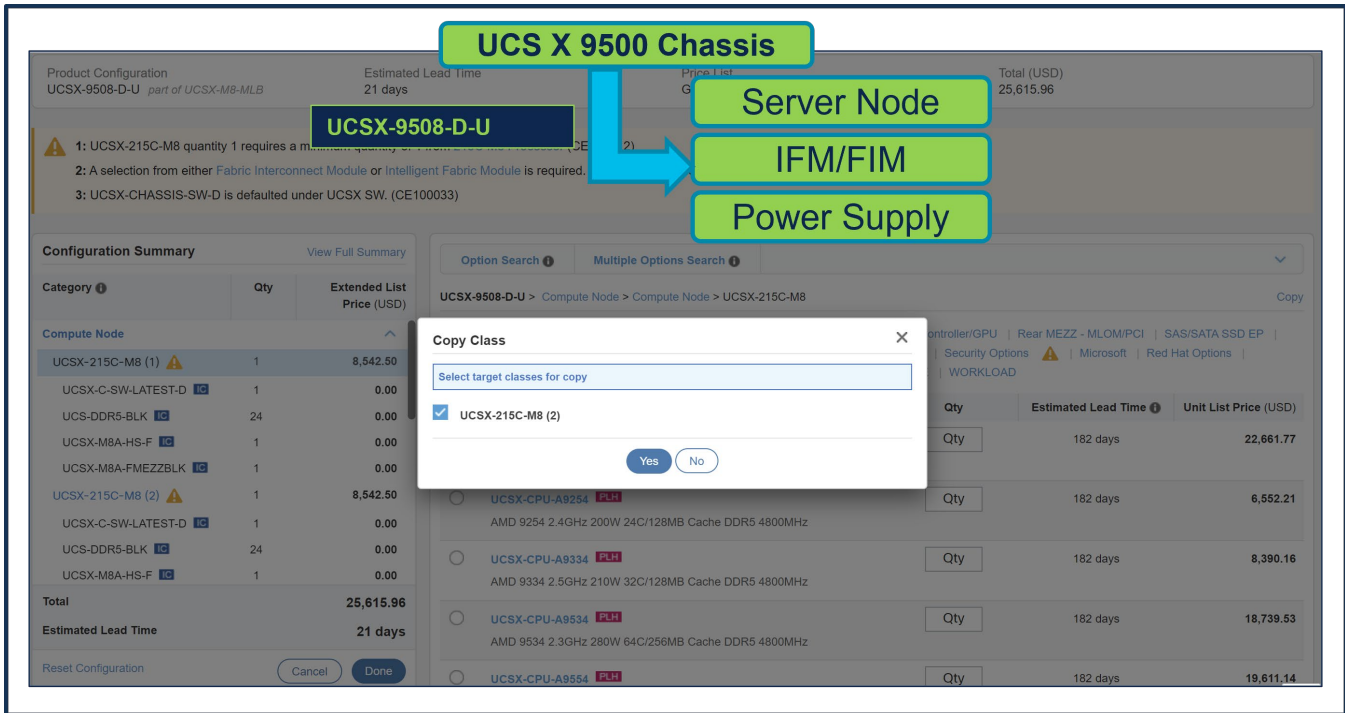 UCS X 9500 Chassis
Server Node
IFM/FIM
Power Supply
UCSX-9508-D-U
Product Configuration
UCSX-9508-D-U part of UCSX-M8-MLB
Estimated Lead Time
21 days
Price List
G
Total (USD)
25,615.96
1: UCSX-215C-M8 quantity 1 requires a
2: A selection from either Fabric Interconnect Module or Intelligent Fabric Module is required.
3: UCSX-CHASSIS-SW-D is defaulted under UCSX SW. (CE100033)
Configuration Summary View Full Summary
Category Qty Extended List Price (USD)
Compute Node
UCSX-215C-M8 (1) 1 8,542.50
UCSX-C-SW-LATEST-D IC 1 0.00
UCS-DDR5-BLK IC 24 0.00
UCSX-M8A-HS-F IC 1 0.00
UCSX-M8A-FMEZZBLK IC 1 0.00
UCSX-215C-M8 (2) 1 8,542.50
UCSX-C-SW-LATEST-D IC 1 0.00
UCS-DDR5-BLK IC 24 0.00
UCSX-M8A-HS-F IC 1 0.00
Total 25,615.96
Estimated Lead Time 21 days
Reset Configuration Cancel Done
Option Search Multiple Options Search
UCSX-9508-D-U > Compute Node > Compute Node > UCSX-215C-M8 Copy
ontroller/GPU | Rear MEZZ - MLOM/PCI | SAS/SATA SSD EP |
| Security Options | Microsoft | Red Hat Options |
| WORKLOAD
Copy Class
Select target classes for copy
UCSX-215C-M8 (2)
Yes No
Qty Estimated Lead Time Unit List Price (USD)
Qty 182 days 22,661.77
UCSX-CPU-A9254 PLH Qty 182 days 6,552.21
AMD 9254 2.4GHz 200W 24C/128MB Cache DDR5 4800MHz
UCSX-CPU-A9334 PLH Qty 182 days 8,390.16
AMD 9334 2.5GHz 210W 32C/128MB Cache DDR5 4800MHz
UCSX-CPU-A9534 PLH Qty 182 days 18,739.53
AMD 9534 2.3GHz 280W 64C/256MB Cache DDR5 4800MHz
UCSX-CPU-A9554 PLH Qty 182 days 19,611.14